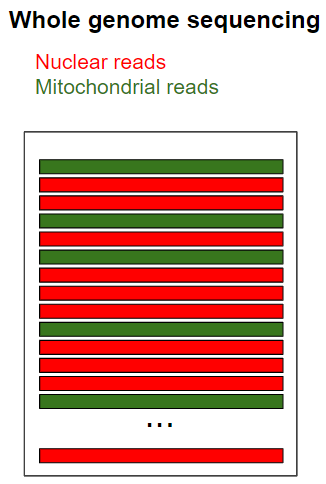 Whole genome sequencing
Nuclear reads
Mitochondrial reads
...